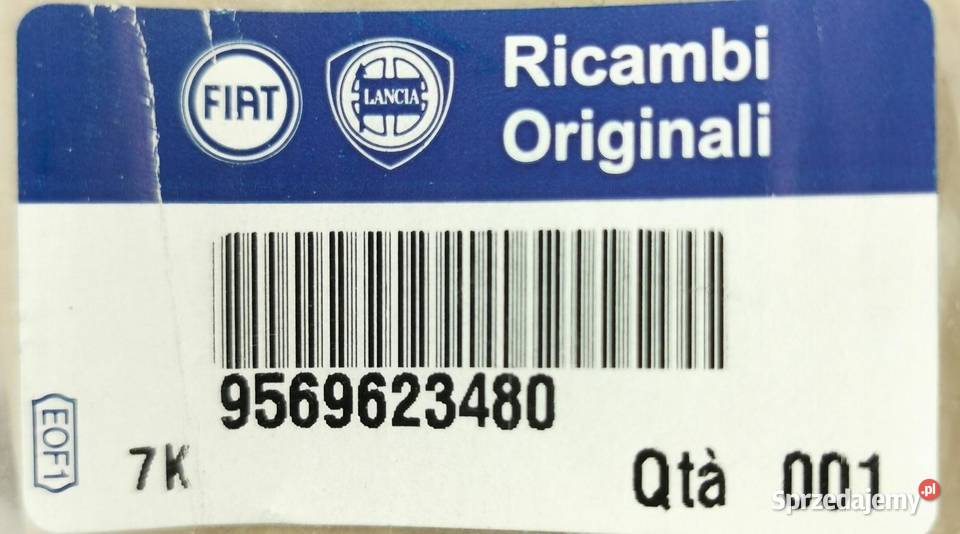 FIAT
LANCIA
Ricambi
Originali
9569623480
EOF1
7K
Qtà 001
Sprzedajemy.pl